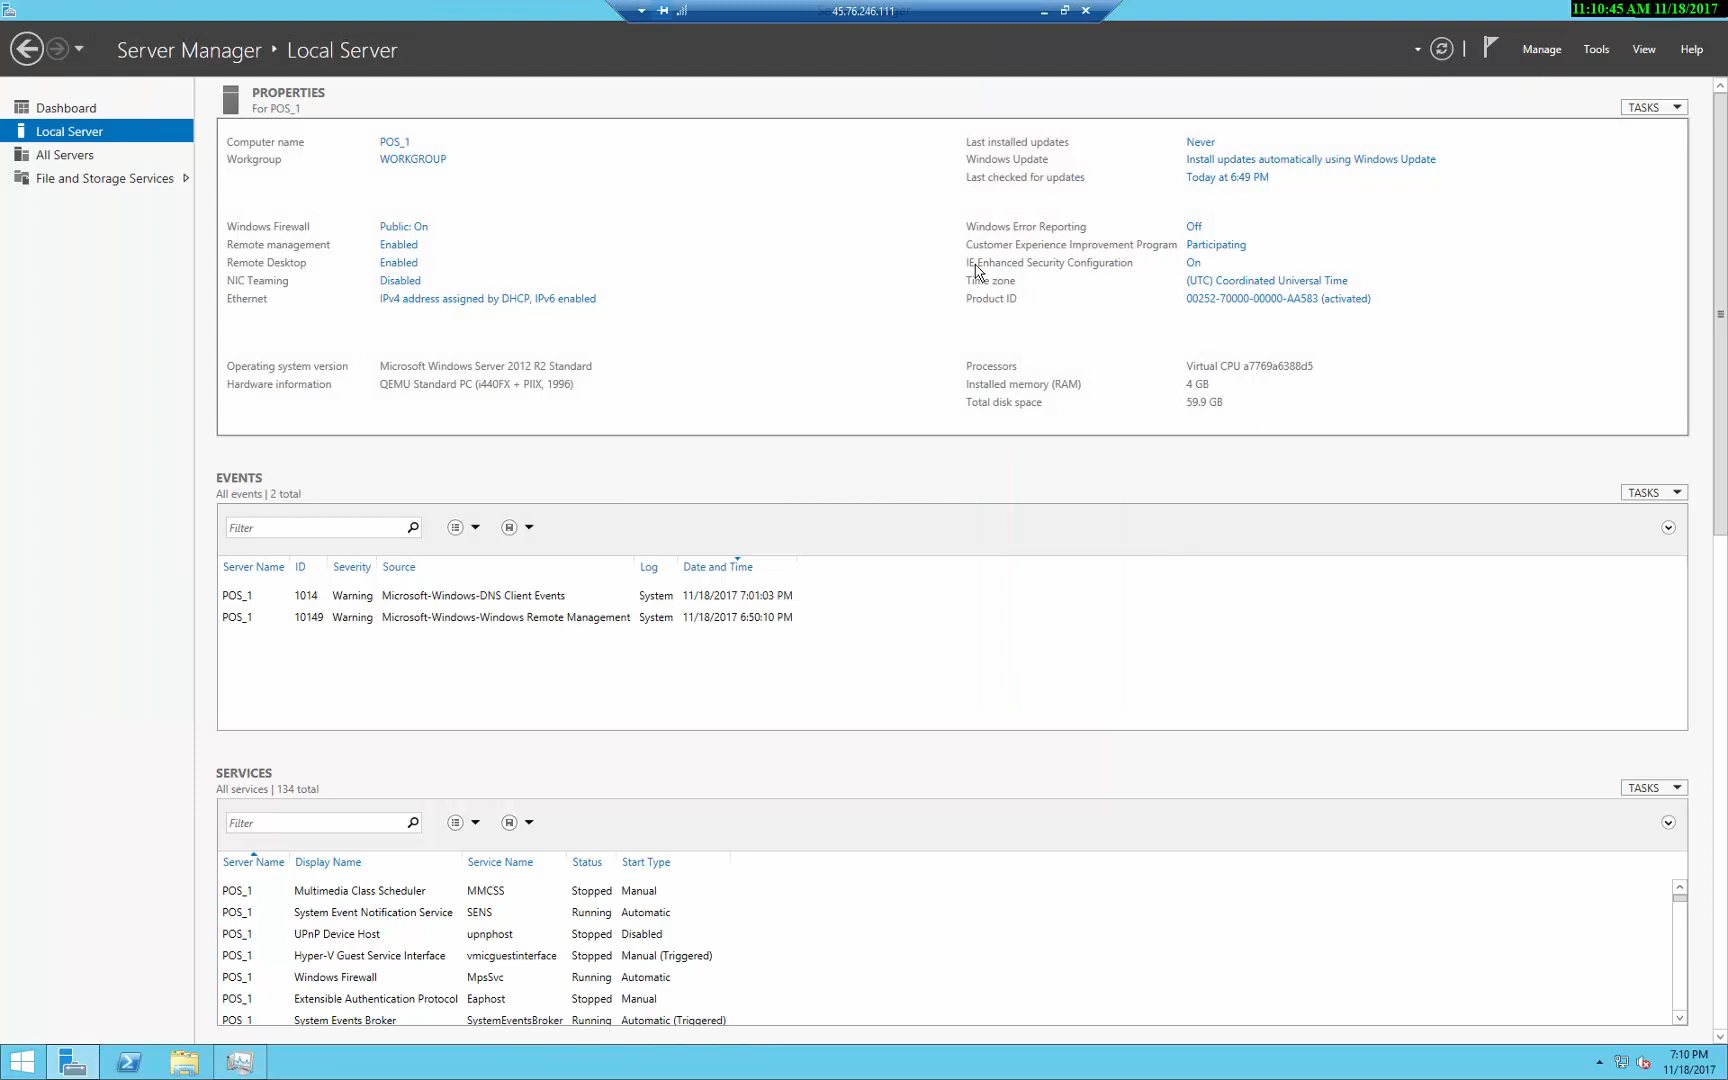 45.76.246.111
11:10:45 AM 11/18/2017
Server Manager ‣ Local Server
Manage Tools View Help
Dashboard
Local Server
All Servers
File and Storage Services
PROPERTIES
For POS_1
TASKS
Computer name POS_1
Workgroup WORKGROUP
Last installed updates Never
Windows Update Install updates automatically using Windows Update
Last checked for updates Today at 6:49 PM
Windows Firewall Public: On
Remote management Enabled
Remote Desktop Enabled
NIC Teaming Disabled
Ethernet IPv4 address assigned by DHCP, IPv6 enabled
Windows Error Reporting Off
Customer Experience Improvement Program Participating
IE Enhanced Security Configuration On
Time zone (UTC) Coordinated Universal Time
Product ID 00252-70000-00000-AA583 (activated)
Operating system version Microsoft Windows Server 2012 R2 Standard
Hardware information QEMU Standard PC (i440FX + PIIX, 1996)
Processors Virtual CPU a7769a6388d5
Installed memory (RAM) 4 GB
Total disk space 59.9 GB
EVENTS
All events | 2 total
TASKS
Filter
Server Name ID Severity Source Log Date and Time
POS_1 1014 Warning Microsoft-Windows-DNS Client Events System 11/18/2017 7:01:03 PM
POS_1 10149 Warning Microsoft-Windows-Windows Remote Management System 11/18/2017 6:50:10 PM
SERVICES
All services | 134 total
TASKS
Filter
Server Name Display Name Service Name Status Start Type
POS_1 Multimedia Class Scheduler MMCSS Stopped Manual
POS_1 System Event Notification Service SENS Running Automatic
POS_1 UPnP Device Host upnphost Stopped Disabled
POS_1 Hyper-V Guest Service Interface vmicguestinterface Stopped Manual (Triggered)
POS_1 Windows Firewall MpsSvc Running Automatic
POS_1 Extensible Authentication Protocol Eaphost Stopped Manual
POS_1 System Events Broker SystemEventsBroker Running Automatic (Triggered)
7:10 PM
11/18/2017